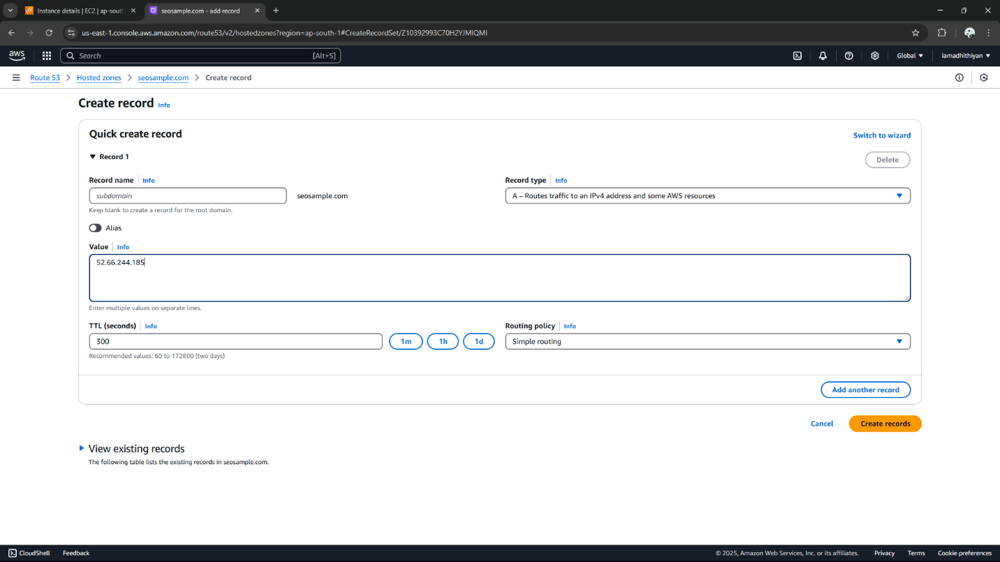 Instance details | EC2 | ap-south
seosample.com - add record
us-east-1.console.aws.amazon.com/route53/v2/hostedzones?region=ap-south-1#CreateRecordSet/Z10392993C70H2YJMIQMI
aws
Search
[Alt+S]
Global
iamadhithiyan
Route 53
Hosted zones
seosample.com
Create record
Create record
Info
Quick create record
Switch to wizard
Record 1
Delete
Record name
Info
Record type
Info
subdomain
seosample.com
A – Routes traffic to an IPv4 address and some AWS resources
Keep blank to create a record for the root domain.
Alias
Value
Info
52.66.244.185
Enter multiple values on separate lines.
TTL (seconds)
Info
Routing policy
Info
300
1m
1h
1d
Simple routing
Recommended values: 60 to 172800 (two days)
Add another record
Cancel
Create records
View existing records
The following table lists the existing records in seosample.com.
CloudShell
Feedback
© 2025, Amazon Web Services, Inc. or its affiliates.
Privacy
Terms
Cookie preferences